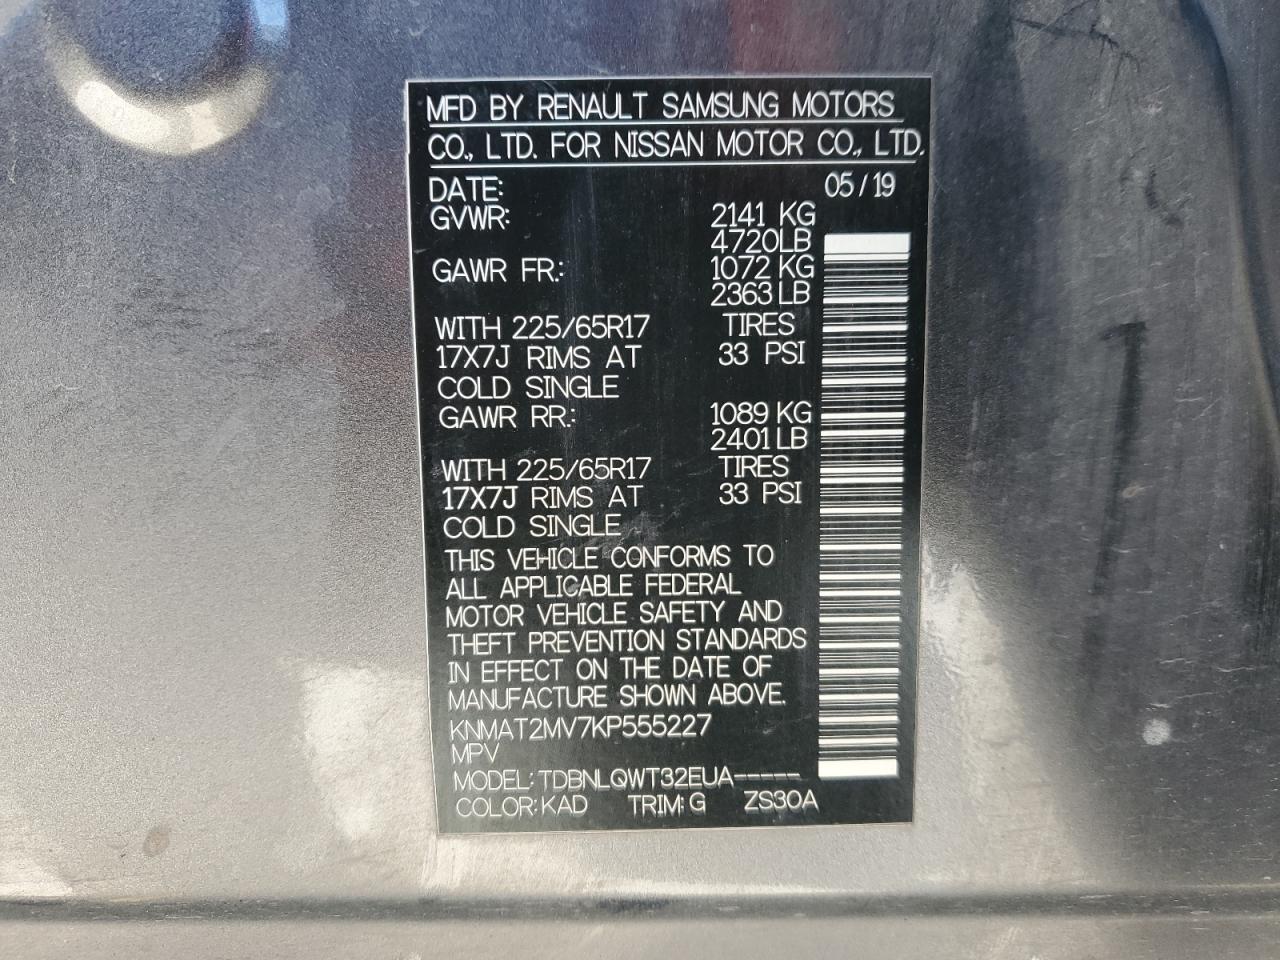 MFD BY RENAULT SAMSUNG MOTORS
CO., LTD. FOR NISSAN MOTOR CO., LTD.
DATE: 05/19
GVWR: 2141 KG
4720LB
GAWR FR.: 1072 KG
2363 LB
WITH 225/65R17 TIRES
17X7J RIMS AT 33 PSI
COLD SINGLE
GAWR RR.: 1089 KG
2401 LB
WITH 225/65R17 TIRES
17X7J RIMS AT 33 PSI
COLD SINGLE
THIS VEHICLE CONFORMS TO
ALL APPLICABLE FEDERAL
MOTOR VEHICLE SAFETY AND
THEFT PREVENTION STANDARDS
IN EFFECT ON THE DATE OF
MANUFACTURE SHOWN ABOVE.
KNMAT2MV7KP555227
MPV
MODEL: TDBNLQWT32EUA-----
COLOR: KAD TRIM: G ZS30A